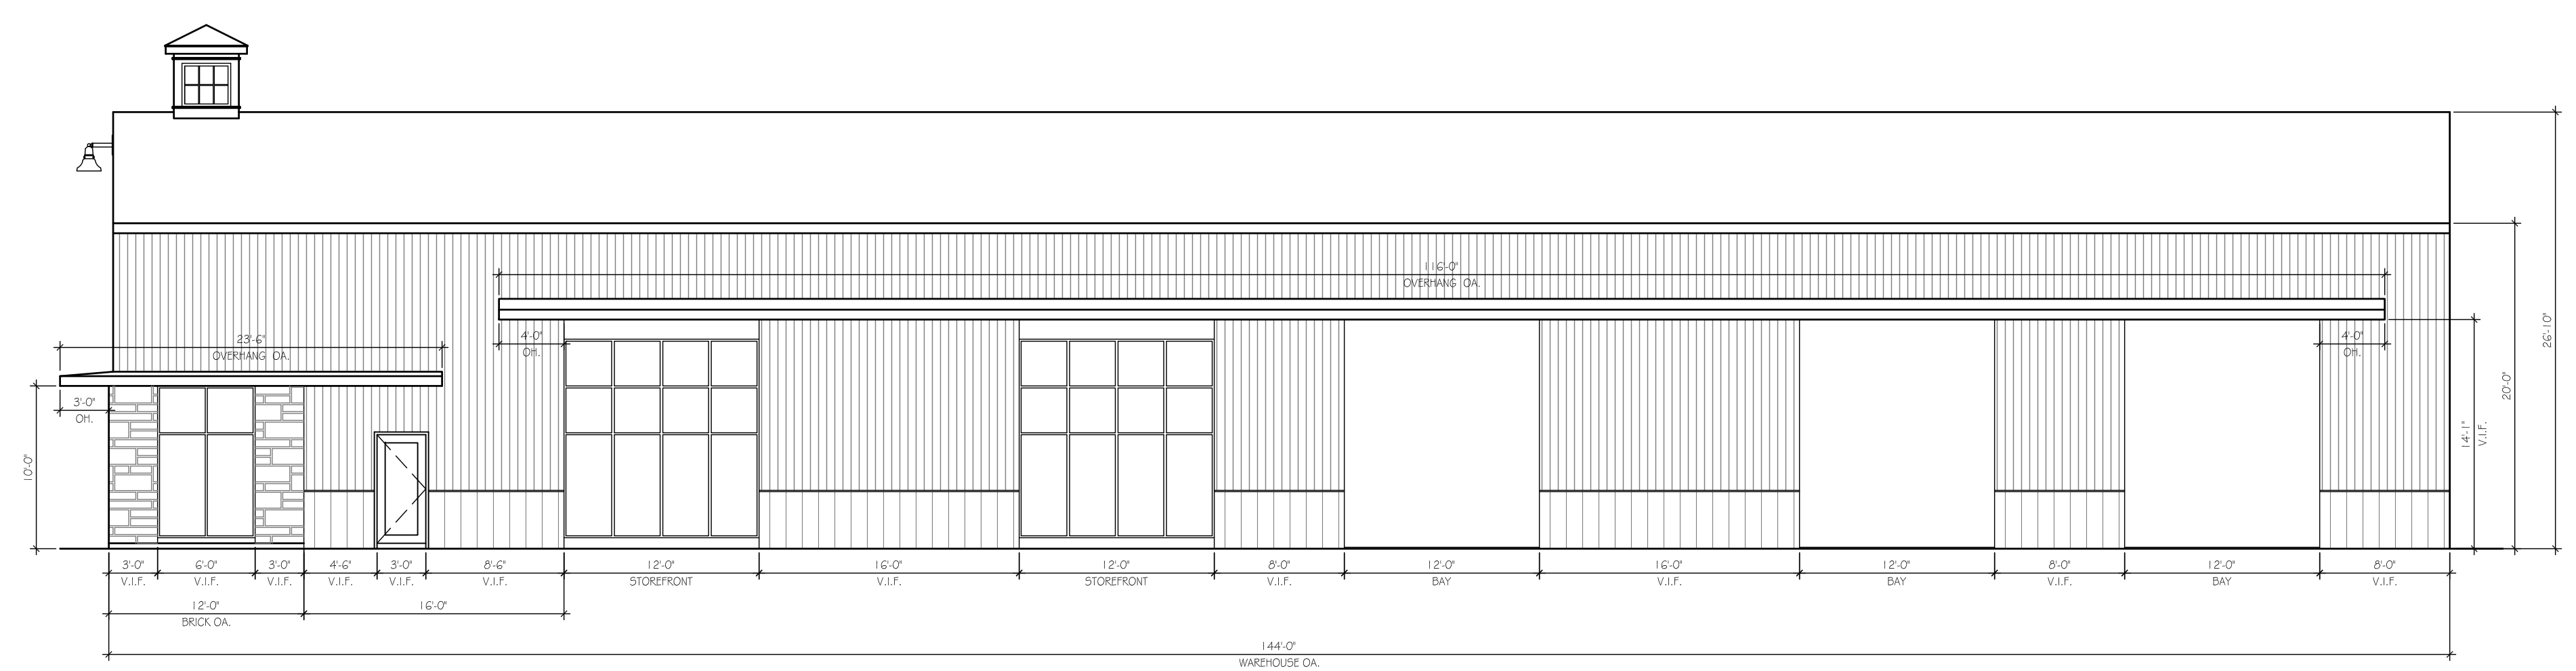 116'-0"
OVERHANG OA.
26'-10"
23'-6"
OVERHANG OA.
4'-0"
OH.
4'-0"
OH.
20'-0"
3'-0"
OH.
14'-1"
V.I.F.
10'-0"
3'-0" 6'-0" 3'-0" 4'-6" 3'-0" 8'-6" 12'-0" 16'-0" 12'-0" 8'-0" 12'-0" 16'-0" 12'-0" 8'-0" 12'-0" 8'-0"
V.I.F. V.I.F. V.I.F. V.I.F. V.I.F. V.I.F. STOREFRONT V.I.F. STOREFRONT V.I.F. BAY V.I.F. BAY V.I.F. BAY V.I.F.
12'-0" 16'-0"
BRICK OA.
144'-0"
WAREHOUSE OA.